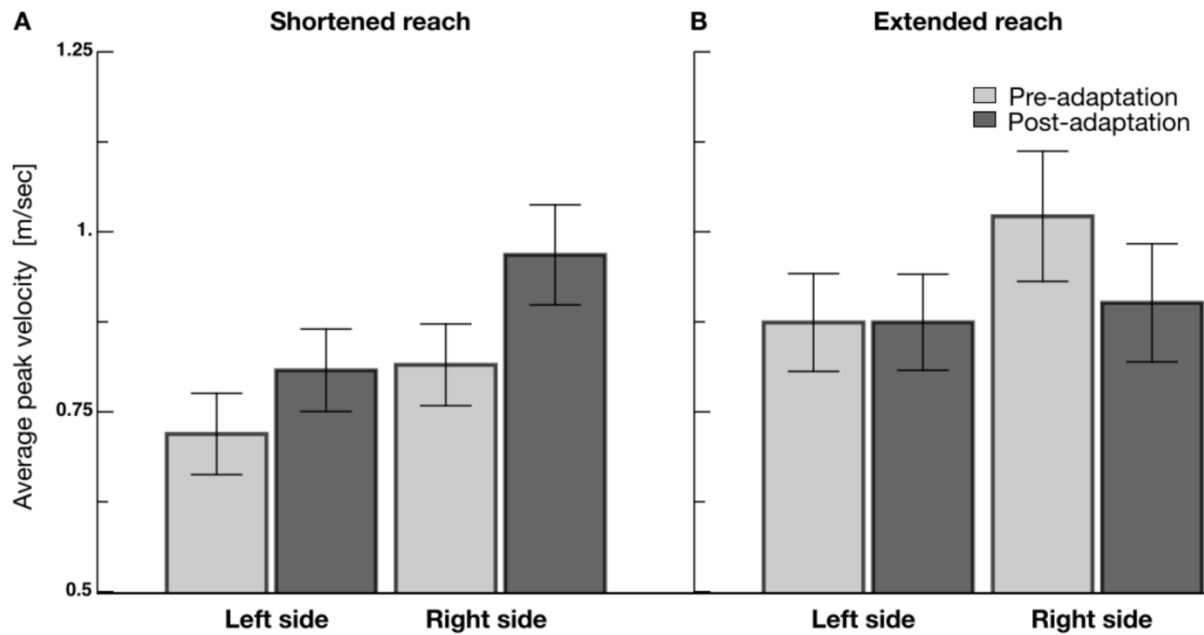 A Shortened reach
B Extended reach
Average peak velocity [m/sec]
1.25
1.
0.75
0.5
Pre-adaptation
Post-adaptation
Left side Right side
Left side Right side